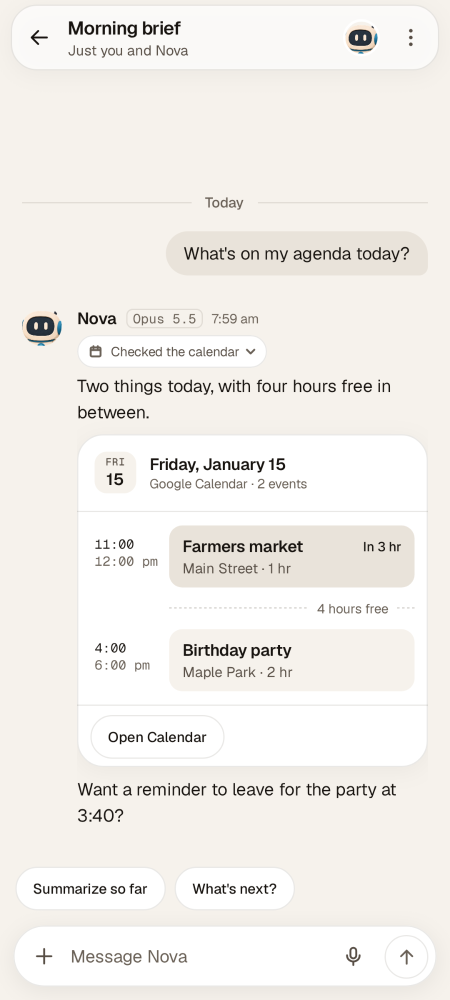 Morning brief
Just you and Nova
Today
What's on my agenda today?
Nova Opus 5.5 7:59 am
Checked the calendar
Two things today, with four hours free in
between.
FRI
15
Friday, January 15
Google Calendar · 2 events
11:00
12:00 pm
Farmers market
In 3 hr
Main Street · 1 hr
4 hours free
4:00
6:00 pm
Birthday party
Maple Park · 2 hr
Open Calendar
Want a reminder to leave for the party at
3:40?
Summarize so far
What's next?
Message Nova